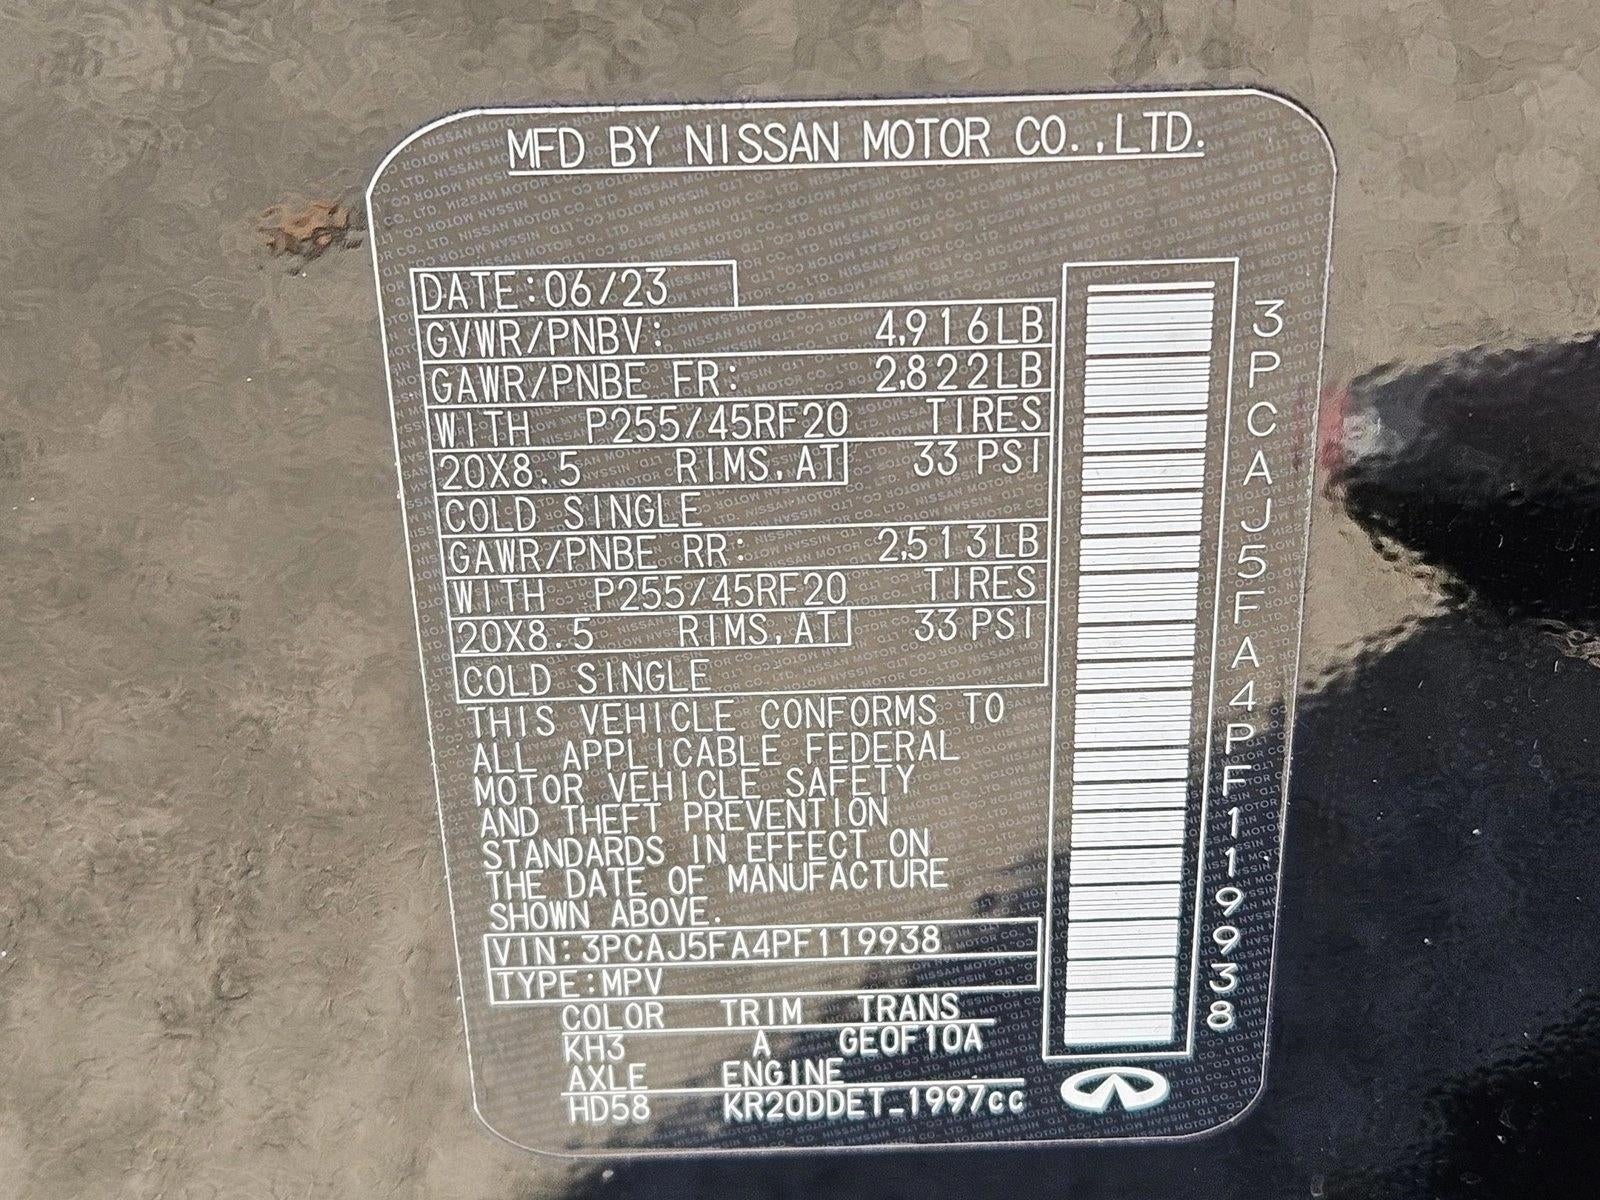 MFD BY NISSAN MOTOR CO.,LTD.
DATE:06/23
GVWR/PNBV: 4,916LB
GAWR/PNBE FR: 2,822LB
WITH P255/45RF20 TIRES
20X8.5 RIMS,AT 33 PSI
COLD SINGLE
GAWR/PNBE RR: 2,513LB
WITH P255/45RF20 TIRES
20X8.5 RIMS,AT 33 PSI
COLD SINGLE
THIS VEHICLE CONFORMS TO
ALL APPLICABLE FEDERAL
MOTOR VEHICLE SAFETY
AND THEFT PREVENTION
STANDARDS IN EFFECT ON
THE DATE OF MANUFACTURE
SHOWN ABOVE.
VIN:3PCAJ5FA4PF119938
TYPE:MPV
COLOR TRIM TRANS
KH3 A GE0F10A
AXLE ENGINE
HD58 KR20DDET_1997cc
3PCAJ5FA4PF119938